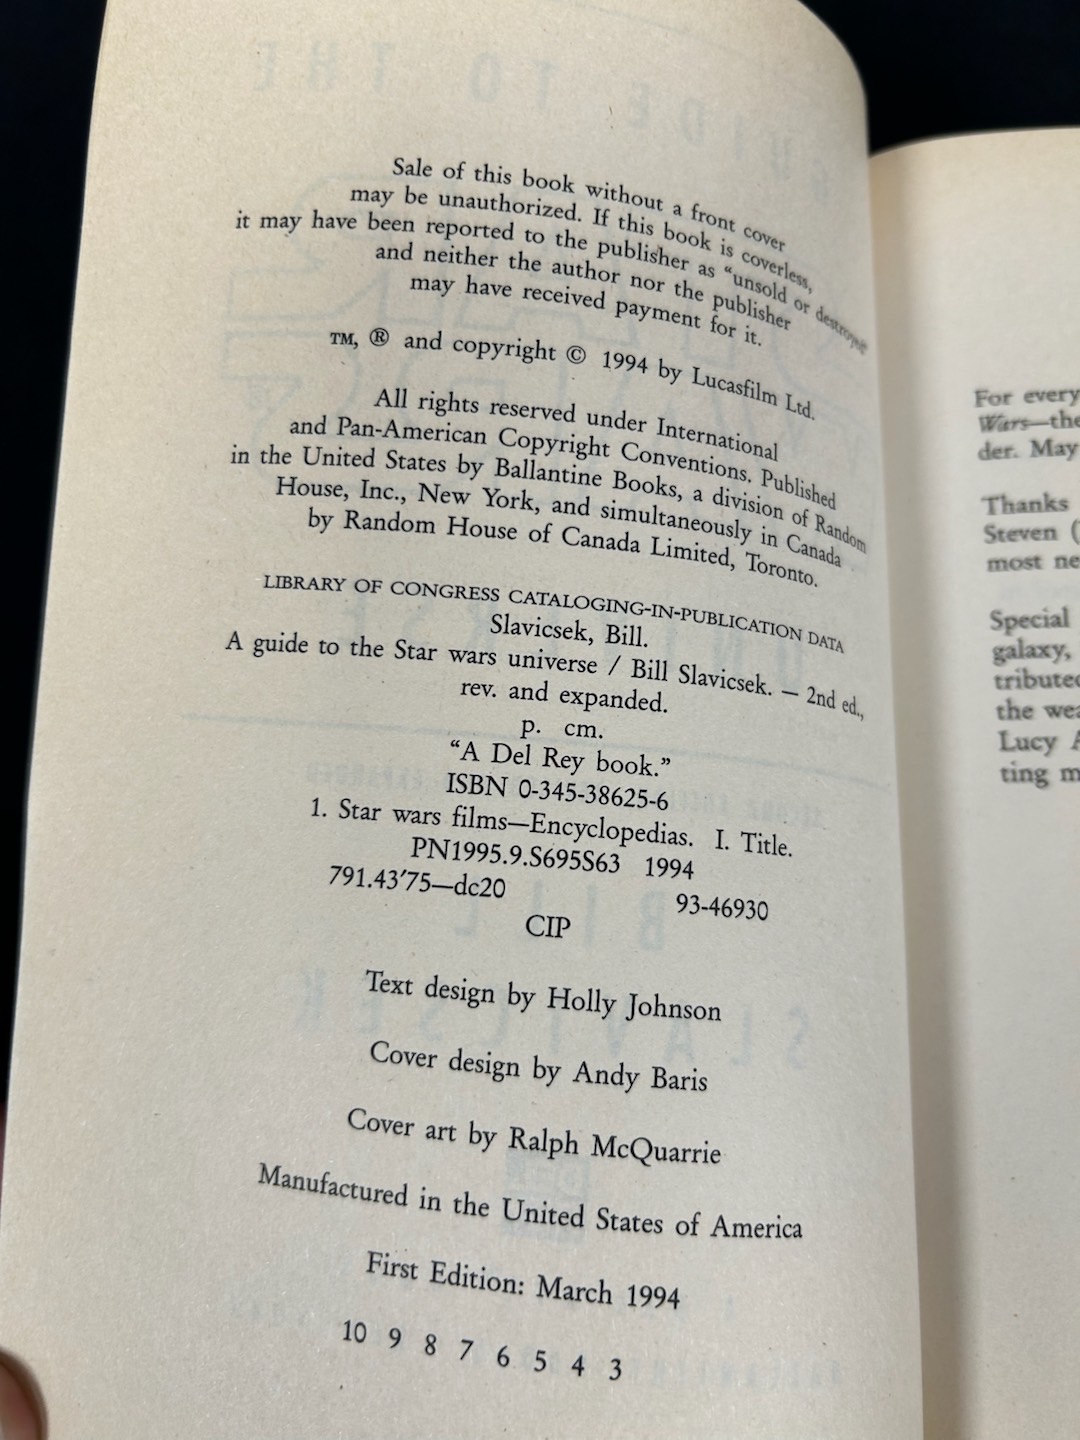 Sale of this book without a front cover
may be unauthorized. If this book is coverless,
it may have been reported to the publisher as “unsold or destroyed”
and neither the author nor the publisher
may have received payment for it.
™, ® and copyright © 1994 by Lucasfilm Ltd.
All rights reserved under International
and Pan-American Copyright Conventions. Published
in the United States by Ballantine Books, a division of Random
House, Inc., New York, and simultaneously in Canada
by Random House of Canada Limited, Toronto.
LIBRARY OF CONGRESS CATALOGING-IN-PUBLICATION DATA
Slavicsek, Bill.
A guide to the Star wars universe / Bill Slavicsek. — 2nd ed.,
rev. and expanded.
p. cm.
“A Del Rey book.”
ISBN 0-345-38625-6
1. Star wars films—Encyclopedias. I. Title.
PN1995.9.S695S63 1994
791.43′75—dc20 93-46930
CIP
Text design by Holly Johnson
Cover design by Andy Baris
Cover art by Ralph McQuarrie
Manufactured in the United States of America
First Edition: March 1994
10 9 8 7 6 5 4 3
For every
Wars—the
der. May
Thanks
Steven (
most ne
Special
galaxy,
tributed
the wea
Lucy A
ting m